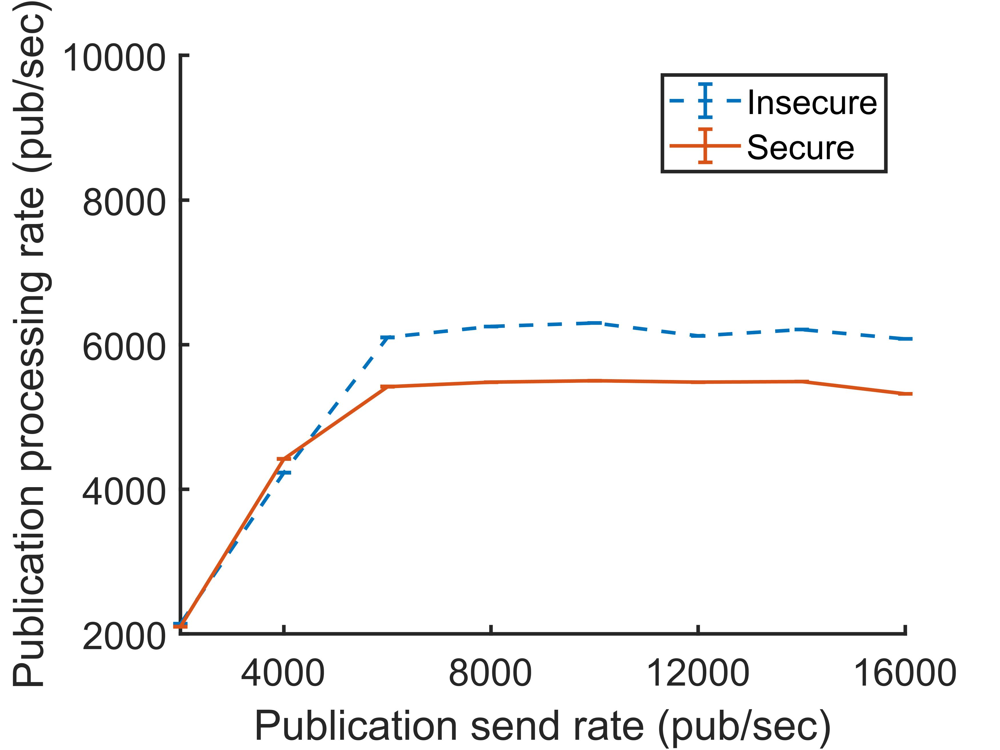 Publication processing rate (pub/sec)
10000
8000
6000
4000
2000
Insecure
Secure
4000 8000 12000 16000
Publication send rate (pub/sec)